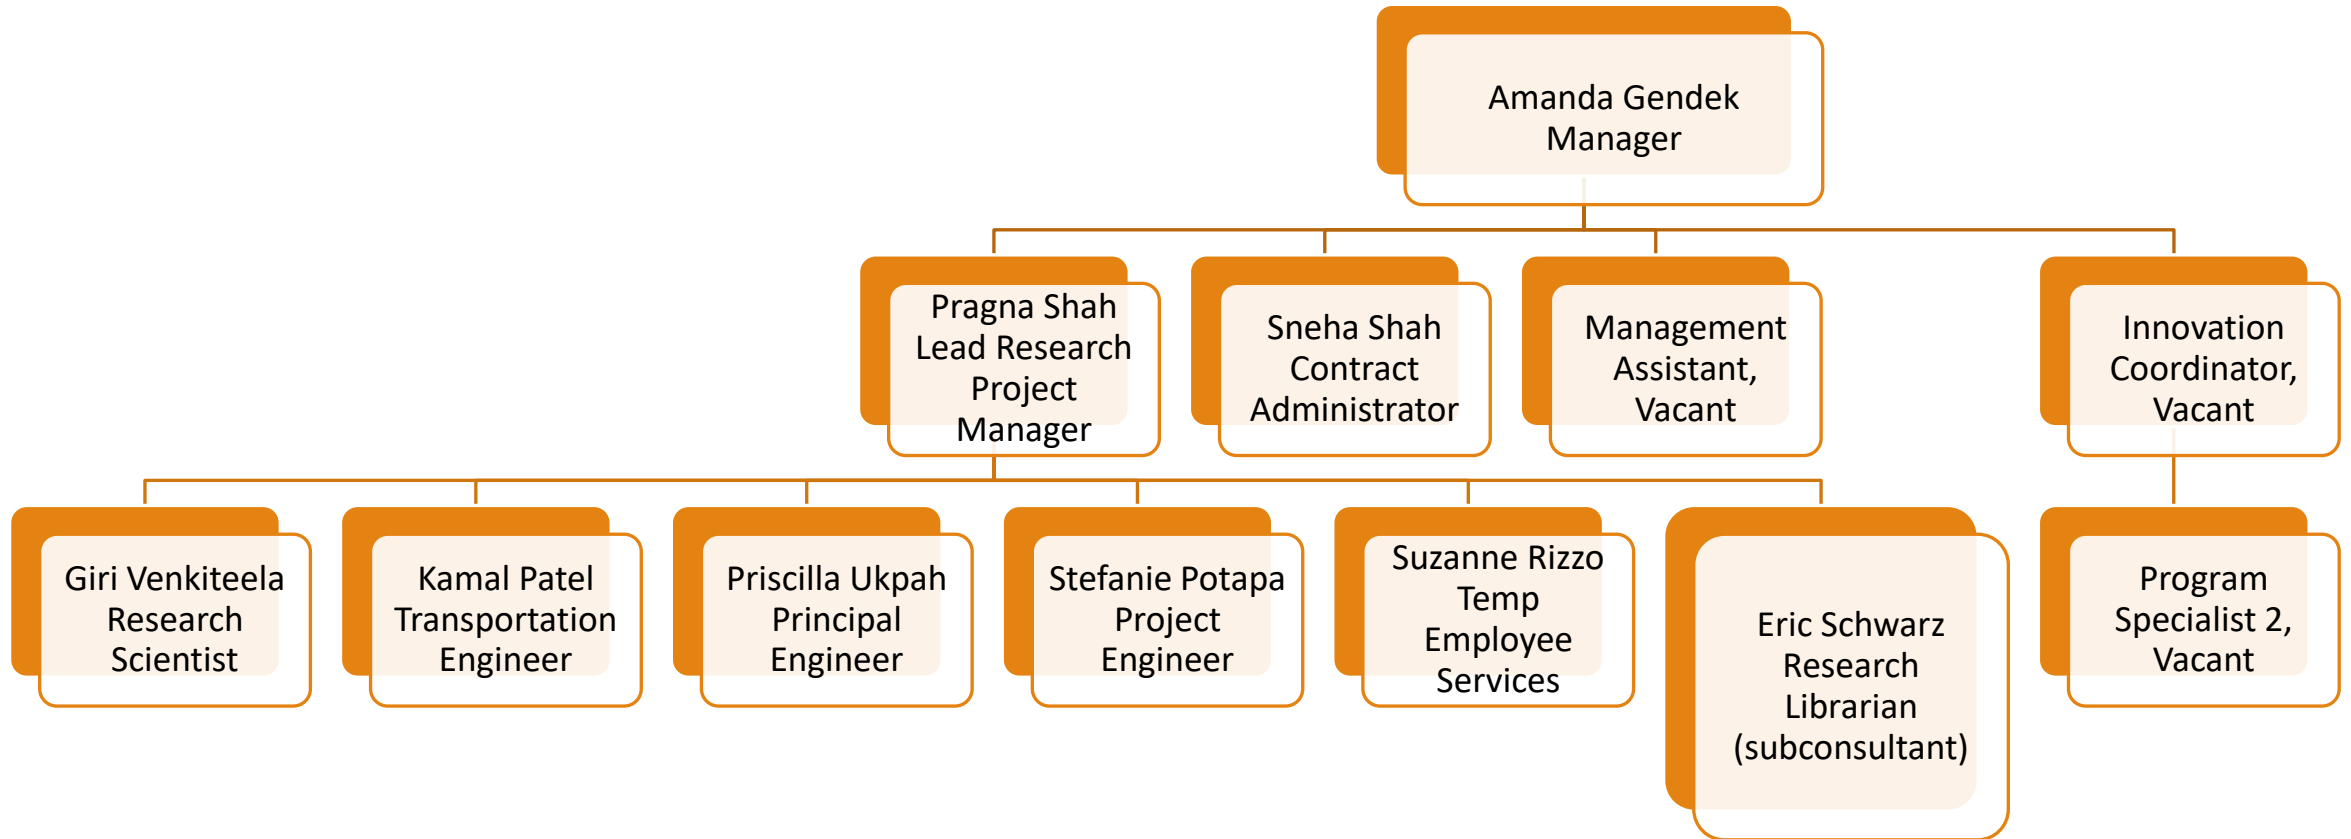 Amanda Gendek
Manager
Pragna Shah
Lead Research
Project
Manager
Sneha Shah
Contract
Administrator
Management
Assistant,
Vacant
Innovation
Coordinator,
Vacant
Giri Venkiteela
Research
Scientist
Kamal Patel
Transportation
Engineer
Priscilla Ukpah
Principal
Engineer
Stefanie Potapa
Project
Engineer
Suzanne Rizzo
Temp
Employee
Services
Eric Schwarz
Research
Librarian
(subconsultant)
Program
Specialist 2,
Vacant